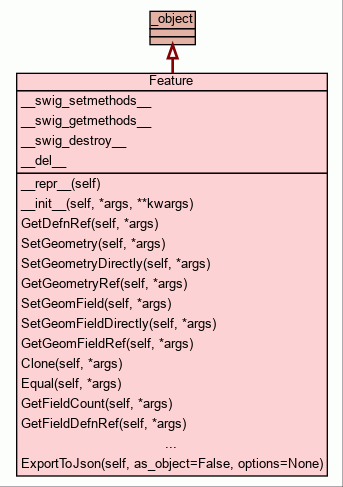 _object
Feature
__swig_setmethods__
__swig_getmethods__
__swig_destroy__
__del__
__repr__(self)
__init__(self, *args, **kwargs)
GetDefnRef(self, *args)
SetGeometry(self, *args)
SetGeometryDirectly(self, *args)
GetGeometryRef(self, *args)
SetGeomField(self, *args)
SetGeomFieldDirectly(self, *args)
GetGeomFieldRef(self, *args)
Clone(self, *args)
Equal(self, *args)
GetFieldCount(self, *args)
GetFieldDefnRef(self, *args)
...
ExportToJson(self, as_object=False, options=None)